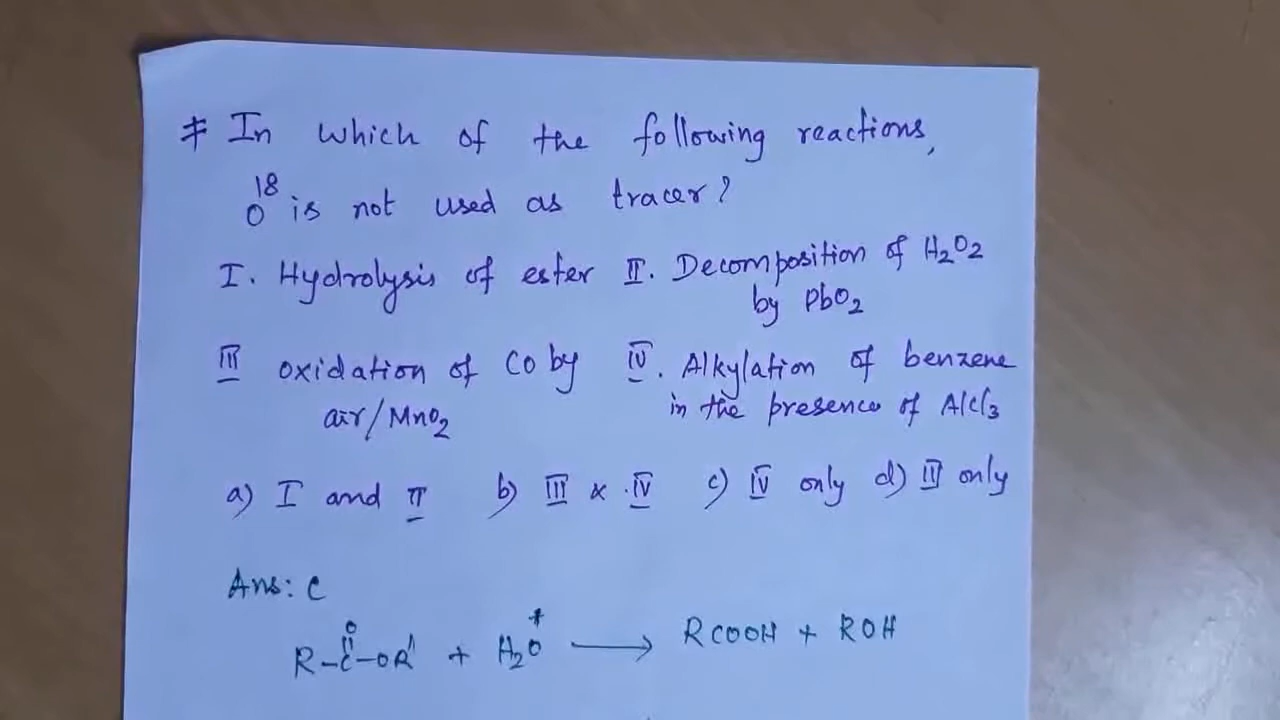 # In which of the following reactions,
O¹⁸ is not used as tracer?
I. Hydrolysis of ester II. Decomposition of H₂O₂
by PbO₂
III oxidation of CO by IV. Alkylation of benzene
air/MnO₂ in the presence of AlCl₃
a) I and II b) III & IV c) IV only d) II only
Ans: C
R-C(=O)-OR' + H₂O* ⟶ RCOOH + ROH